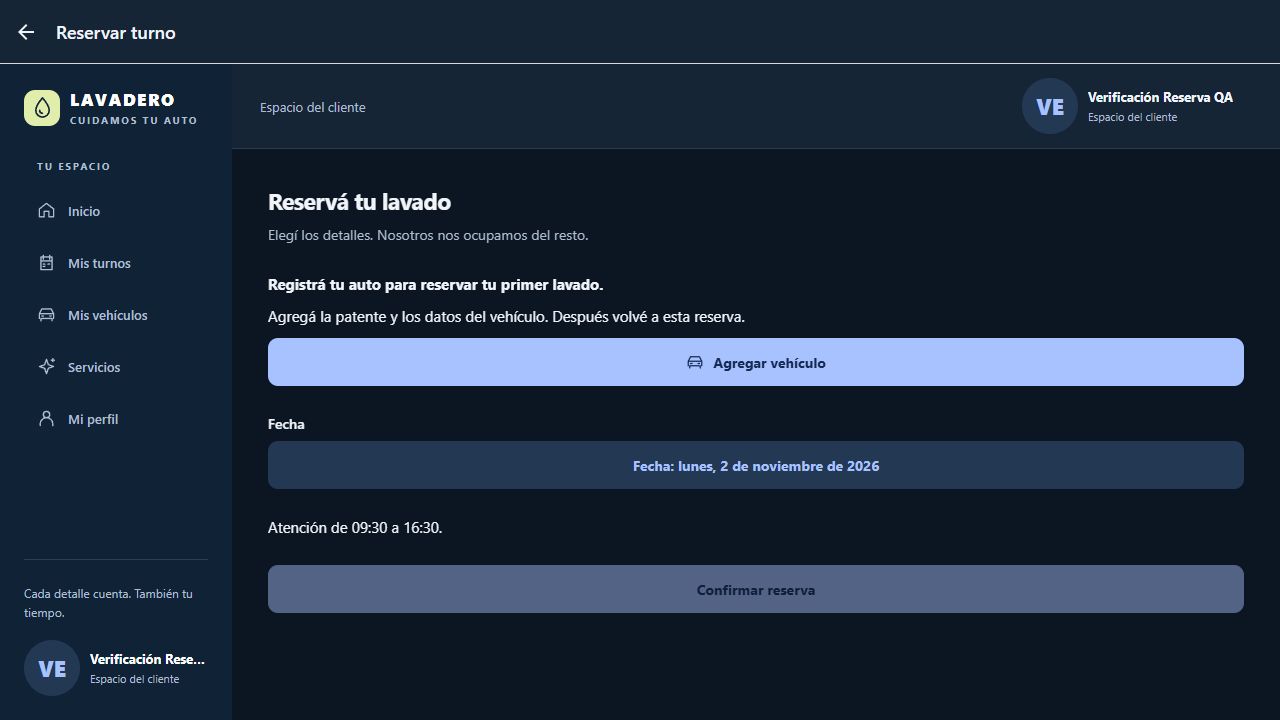 Reservar turno
LAVADERO
CUIDAMOS TU AUTO
TU ESPACIO
Inicio
Mis turnos
Mis vehículos
Servicios
Mi perfil
Cada detalle cuenta. También tu
tiempo.
VE
Verificación Rese...
Espacio del cliente
Espacio del cliente
VE
Verificación Reserva QA
Espacio del cliente
Reservá tu lavado
Elegí los detalles. Nosotros nos ocupamos del resto.
Registrá tu auto para reservar tu primer lavado.
Agregá la patente y los datos del vehículo. Después volvé a esta reserva.
Agregar vehículo
Fecha
Fecha: lunes, 2 de noviembre de 2026
Atención de 09:30 a 16:30.
Confirmar reserva